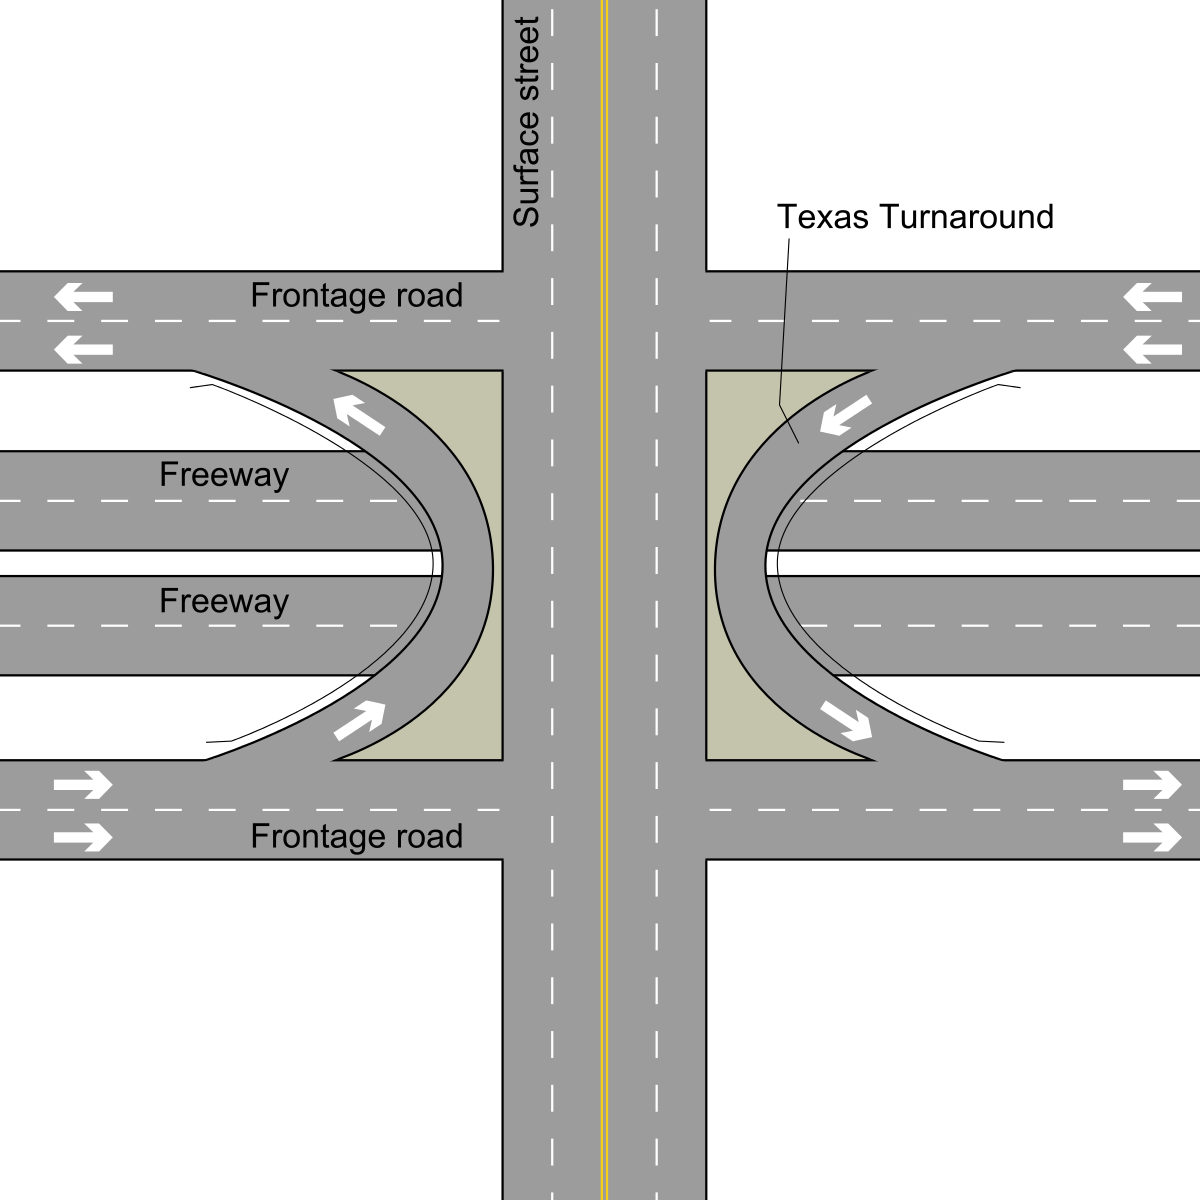 Surface street
Texas Turnaround
Frontage road
Freeway
Freeway
Frontage road